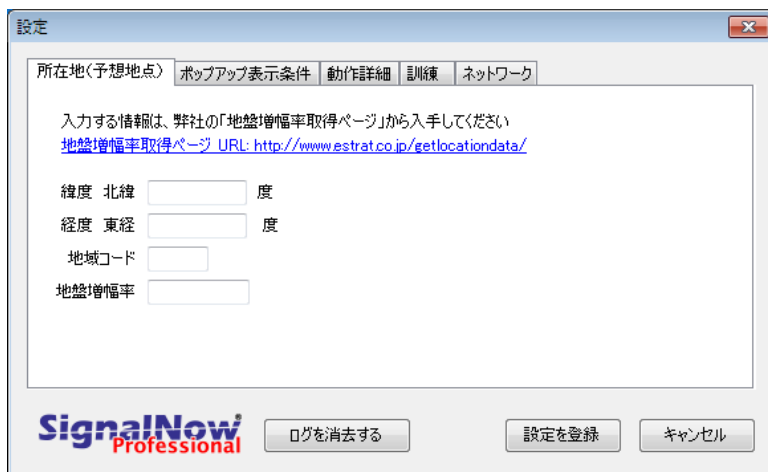 設定
所在地(予想地点)
ポップアップ表示条件
動作詳細
訓練
ネットワーク
入力する情報は、弊社の「地盤増幅率取得ページ」から入手してください
地盤増幅率取得ページ URL: http://www.estrat.co.jp/getlocationdata/
緯度 北緯 度
経度 東経 度
地域コード
地盤増幅率
SignalNow®
Professional
ログを消去する
設定を登録
キャンセル